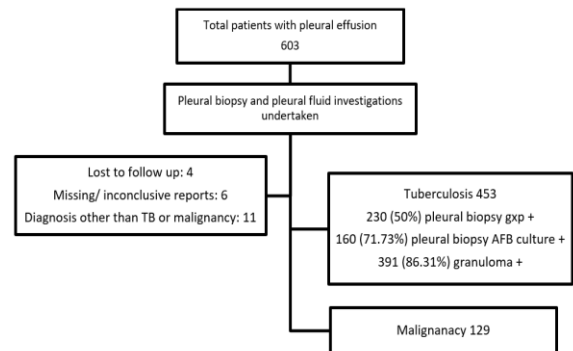 Total patients with pleural effusion
603
Pleural biopsy and pleural fluid investigations
undertaken
Lost to follow up: 4
Missing/ inconclusive reports: 6
Diagnosis other than TB or malignancy: 11
Tuberculosis 453
230 (50%) pleural biopsy gxp +
160 (71.73%) pleural biopsy AFB culture +
391 (86.31%) granuloma +
Malignanacy 129